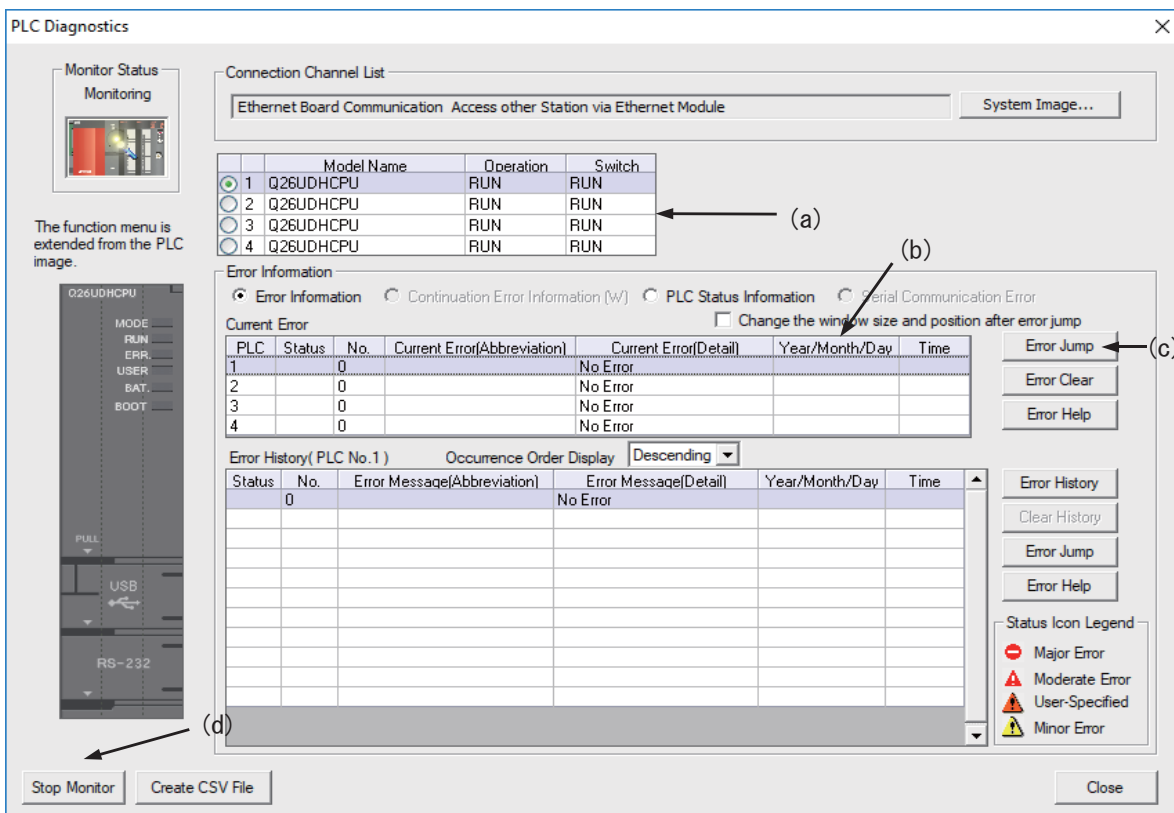 PLC Diagnostics
Monitor Status
Monitoring
Connection Channel List
Ethernet Board Communication Access other Station via Ethernet Module
System Image...
Model Name Operation Switch
1 Q26UDHCPU RUN RUN
2 Q26UDHCPU RUN RUN
3 Q26UDHCPU RUN RUN
4 Q26UDHCPU RUN RUN
(a)
The function menu is
extended from the PLC
image.
(b)
Error Information
Error Information Continuation Error Information (W) PLC Status Information Serial Communication Error
Change the window size and position after error jump
Current Error
PLC Status No. Current Error(Abbreviation) Current Error(Detail) Year/Month/Day Time
1 0 No Error
2 0 No Error
3 0 No Error
4 0 No Error
Error Jump
(c)
Error Clear
Error Help
Q26UDHCPU
MODE
RUN
ERR.
USER
BAT.
BOOT
PULL
USB
RS-232
Error History( PLC No.1 ) Occurrence Order Display Descending
Status No. Error Message(Abbreviation) Error Message(Detail) Year/Month/Day Time
0 No Error
Error History
Clear History
Error Jump
Error Help
Status Icon Legend
Major Error
Moderate Error
User-Specified
Minor Error
(d)
Stop Monitor
Create CSV File
Close